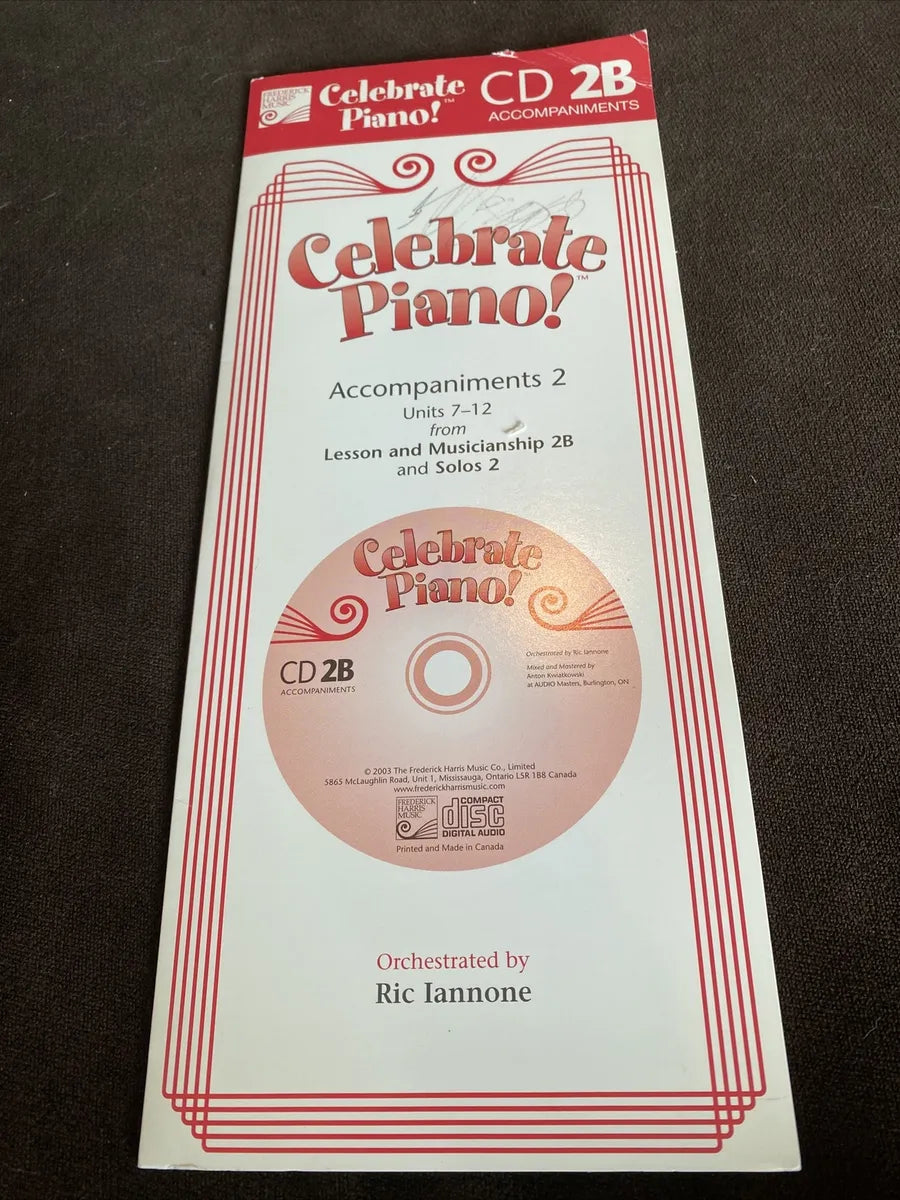 FREDERICK
HARRIS
MUSIC
Celebrate
Piano!™
CD 2B
ACCOMPANIMENTS
Celebrate
Piano!™
Accompaniments 2
Units 7–12
from
Lesson and Musicianship 2B
and Solos 2
Celebrate
Piano!
CD 2B
ACCOMPANIMENTS
Orchestrated by Ric Iannone
Mixed and Mastered by
Anton Kwiatkowski
at AUDIO Masters, Burlington, ON
© 2003 The Frederick Harris Music Co., Limited
5865 McLaughlin Road, Unit 1, Mississauga, Ontario L5R 1B8 Canada
www.frederickharrismusic.com
FREDERICK
HARRIS
MUSIC
COMPACT
disc
DIGITAL AUDIO
Printed and Made in Canada
Orchestrated by
Ric Iannone